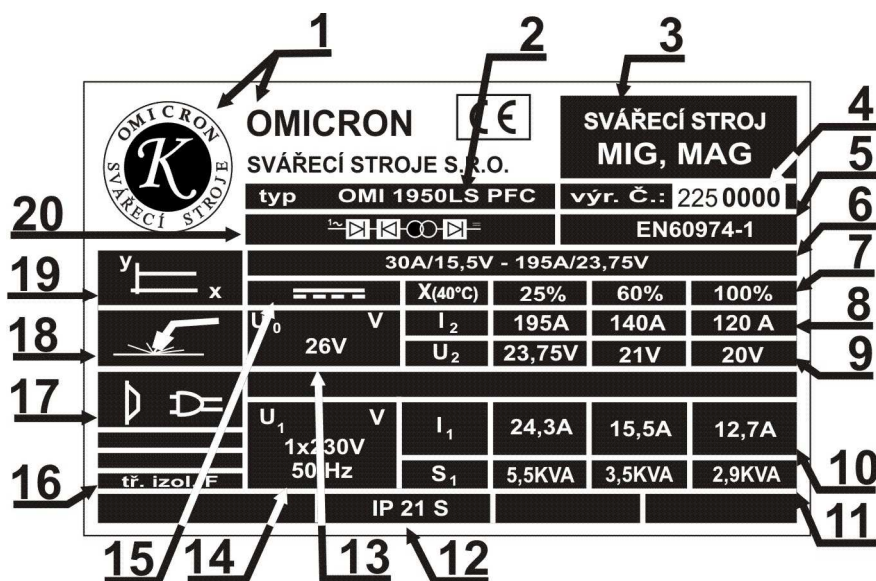 1 2 3
4
5
6
7
8
9
10
11
12
13
14
15
16
17
18
19
20
OMICRON
SVÁŘECÍ STROJE
K
OMICRON CE
SVÁŘECÍ STROJE S.R.O.
SVÁŘECÍ STROJ
MIG, MAG
typ OMI 1950LS PFC výr. Č.: 225 0000
1~ = EN60974-1
30A/15,5V - 195A/23,75V
y
x
X(40°C) 25% 60% 100%
U0 V
26V
I2 195A 140A 120 A
U2 23,75V 21V 20V
U1 V
1x230V
50 Hz
I1 24,3A 15,5A 12,7A
S1 5,5KVA 3,5KVA 2,9KVA
tř. izol. F
IP 21 S